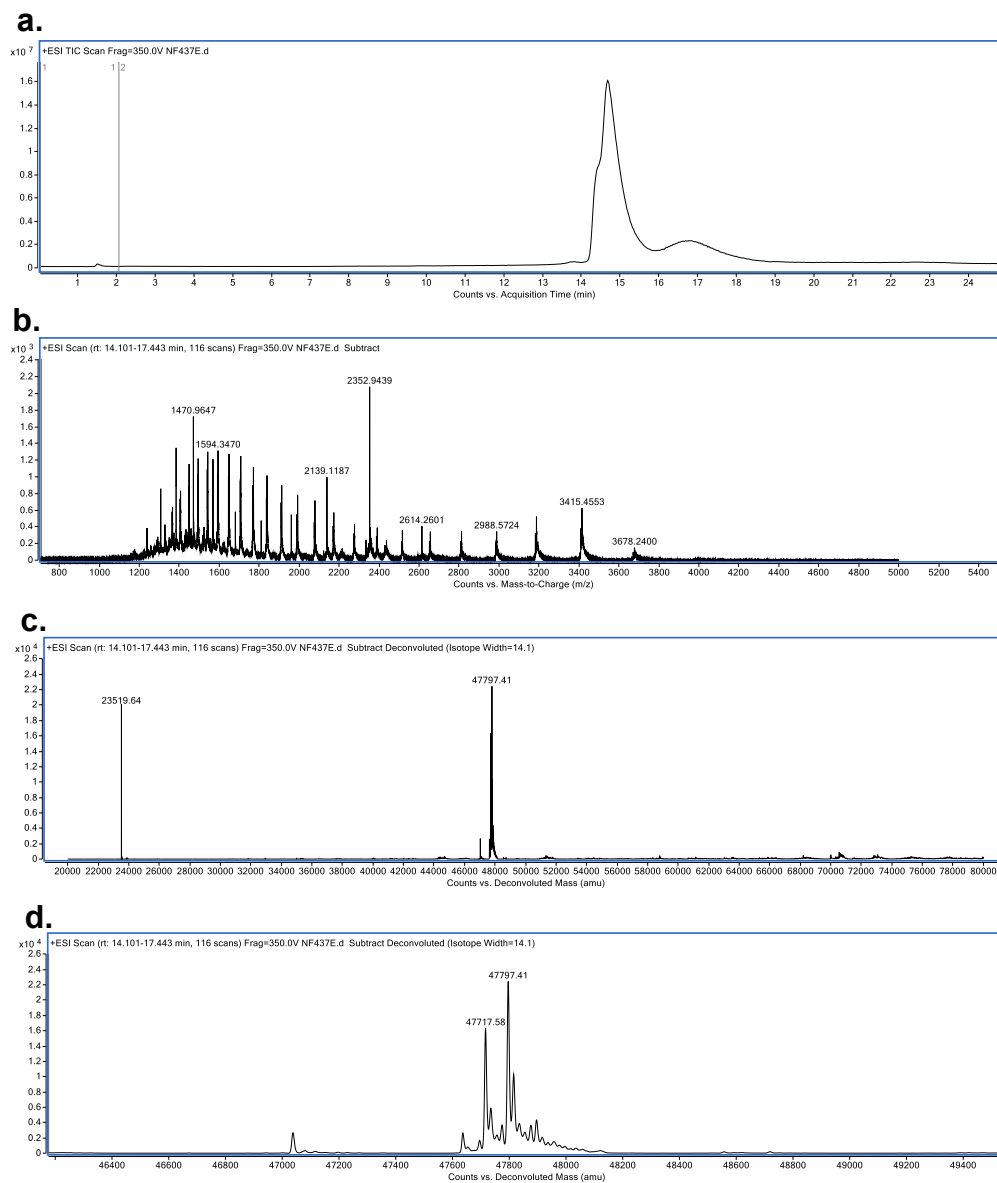 a.
x10 7
+ESI TIC Scan Frag=350.0V NF437E.d
1 1 2
1.6
1.4
1.2
1
0.8
0.6
0.4
0.2
0
1 2 3 4 5 6 7 8 9 10 11 12 13 14 15 16 17 18 19 20 21 22 23 24
Counts vs. Acquisition Time (min)
b.
x10 3
+ESI Scan (rt: 14.101-17.443 min, 116 scans) Frag=350.0V NF437E.d Subtract
2.4
2.2
2
1.8
1.6
1.4
1.2
1
0.8
0.6
0.4
0.2
0
2352.9439
1470.9647
1594.3470
2139.1187
3415.4553
2614.2601
2988.5724
3678.2400
800 1000 1200 1400 1600 1800 2000 2200 2400 2600 2800 3000 3200 3400 3600 3800 4000 4200 4400 4600 4800 5000 5200 5400
Counts vs. Mass-to-Charge (m/z)
c.
x10 4
+ESI Scan (rt: 14.101-17.443 min, 116 scans) Frag=350.0V NF437E.d Subtract Deconvoluted (Isotope Width=14.1)
2.6
2.4
2.2
2
1.8
1.6
1.4
1.2
1
0.8
0.6
0.4
0.2
0
47797.41
23519.64
20000 22000 24000 26000 28000 30000 32000 34000 36000 38000 40000 42000 44000 46000 48000 50000 52000 54000 56000 58000 60000 62000 64000 66000 68000 70000 72000 74000 76000 78000 80000
Counts vs. Deconvoluted Mass (amu)
d.
x10 4
+ESI Scan (rt: 14.101-17.443 min, 116 scans) Frag=350.0V NF437E.d Subtract Deconvoluted (Isotope Width=14.1)
2.6
2.4
2.2
2
1.8
1.6
1.4
1.2
1
0.8
0.6
0.4
0.2
0
47797.41
47717.58
46400 46600 46800 47000 47200 47400 47600 47800 48000 48200 48400 48600 48800 49000 49200 49400
Counts vs. Deconvoluted Mass (amu)